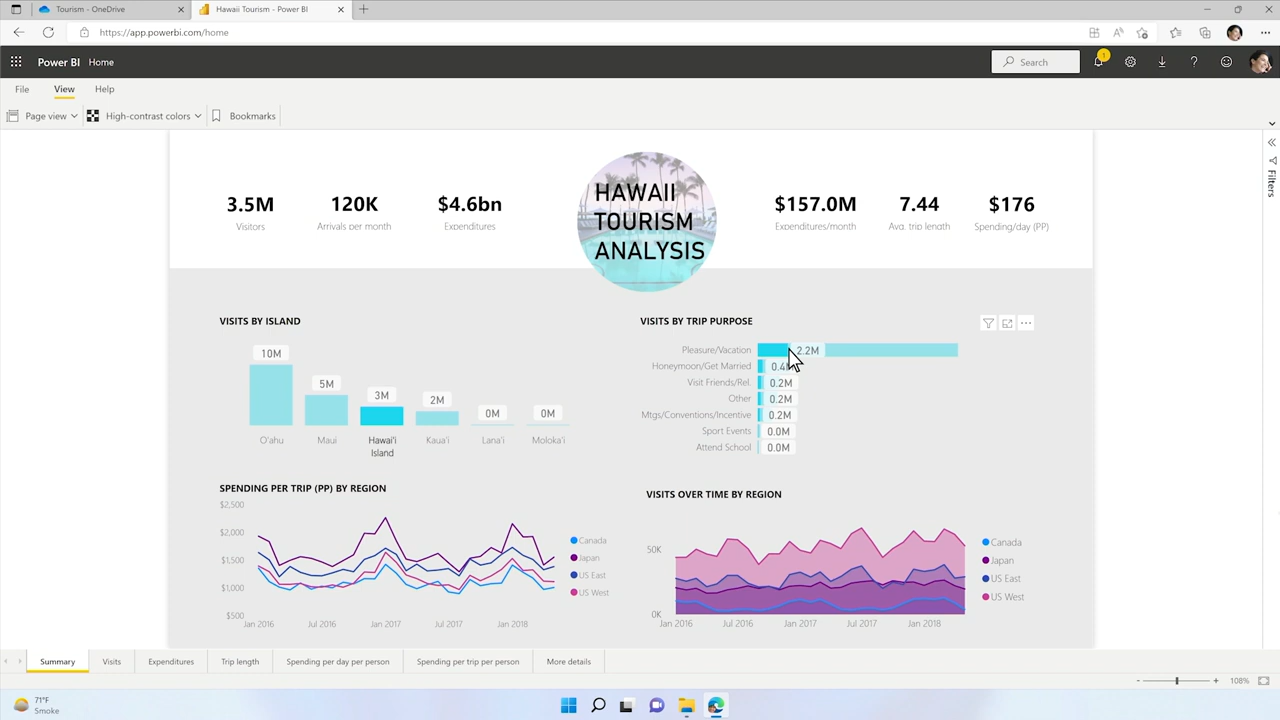 Tourism - OneDrive
Hawaii Tourism - Power BI
https://app.powerbi.com/home
Power BI Home
Search
1
File View Help
Page view High-contrast colors Bookmarks
Filters
HAWAII
TOURISM
ANALYSIS
3.5M 120K $4.6bn $157.0M 7.44 $176
Visitors Arrivals per month Expenditures Expenditures/month Avg. trip length Spending/day (PP)
VISITS BY ISLAND
10M
5M
3M
2M
0M
0M
O'ahu Maui Hawai'i Kaua'i Lana'i Moloka'i
Island
VISITS BY TRIP PURPOSE
Pleasure/Vacation 2.2M
Honeymoon/Get Married 0.4M
Visit Friends/Rel. 0.2M
Other 0.2M
Mtgs/Conventions/Incentive 0.2M
Sport Events 0.0M
Attend School 0.0M
SPENDING PER TRIP (PP) BY REGION
$2,500
$2,000
$1,500
$1,000
$500
Jan 2016 Jul 2016 Jan 2017 Jul 2017 Jan 2018
Canada
Japan
US East
US West
VISITS OVER TIME BY REGION
50K
0K
Jan 2016 Jul 2016 Jan 2017 Jul 2017 Jan 2018
Canada
Japan
US East
US West
Summary Visits Expenditures Trip length Spending per day per person Spending per trip per person More details
- + 108%
71°F
Smoke